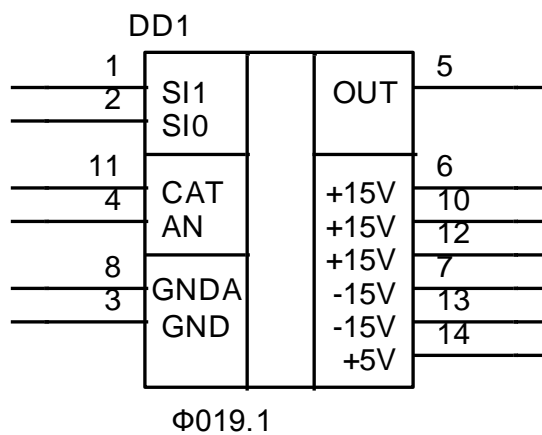 DD1
1 SI1 OUT 5
2 SI0
11 CAT +15V 6
4 AN +15V 10
+15V 12
8 GNDA -15V 7
3 GND -15V 13
+5V 14
Ф019.1